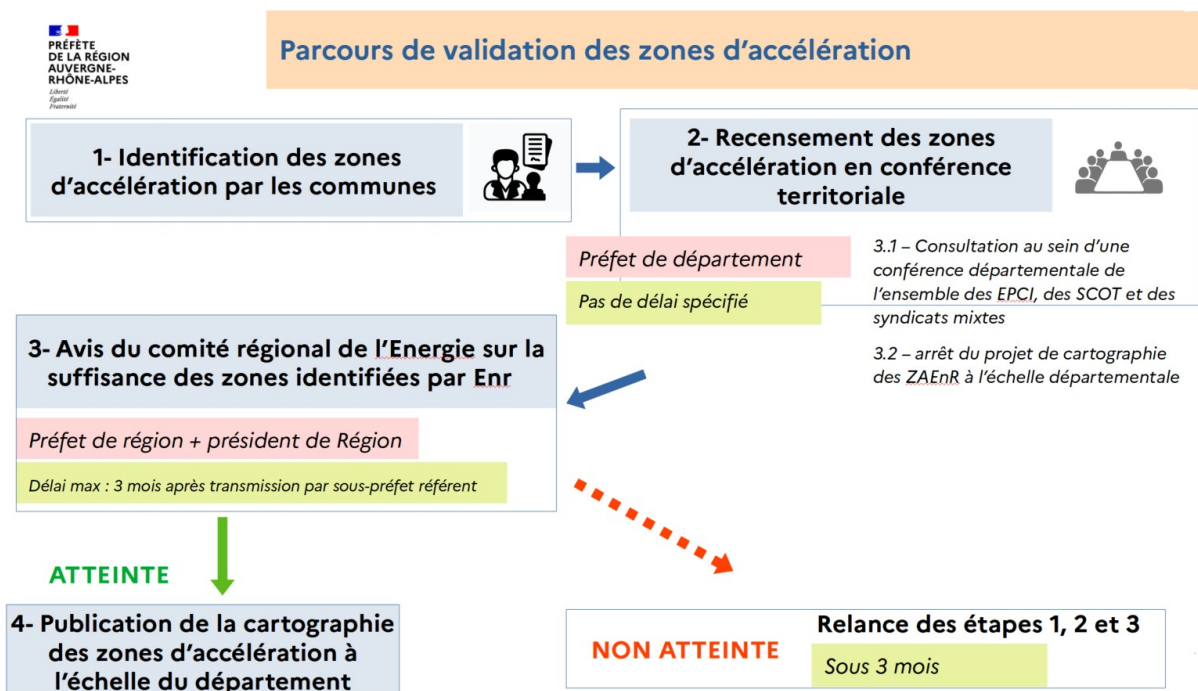 PRÉFÈTE
DE LA RÉGION
AUVERGNE-
RHÔNE-ALPES
Liberté
Égalité
Fraternité
Parcours de validation des zones d'accélération
1- Identification des zones
d'accélération par les communes
2- Recensement des zones
d'accélération en conférence
territoriale
Préfet de département
Pas de délai spécifié
3.1 – Consultation au sein d'une
conférence départementale de
l'ensemble des EPCI, des SCOT et des
syndicats mixtes
3.2 – arrêt du projet de cartographie
des ZAEnR à l'échelle départementale
3- Avis du comité régional de l'Energie sur la
suffisance des zones identifiées par Enr
Préfet de région + président de Région
Délai max : 3 mois après transmission par sous-préfet référent
ATTEINTE
4- Publication de la cartographie
des zones d'accélération à
l'échelle du département
NON ATTEINTE
Relance des étapes 1, 2 et 3
Sous 3 mois